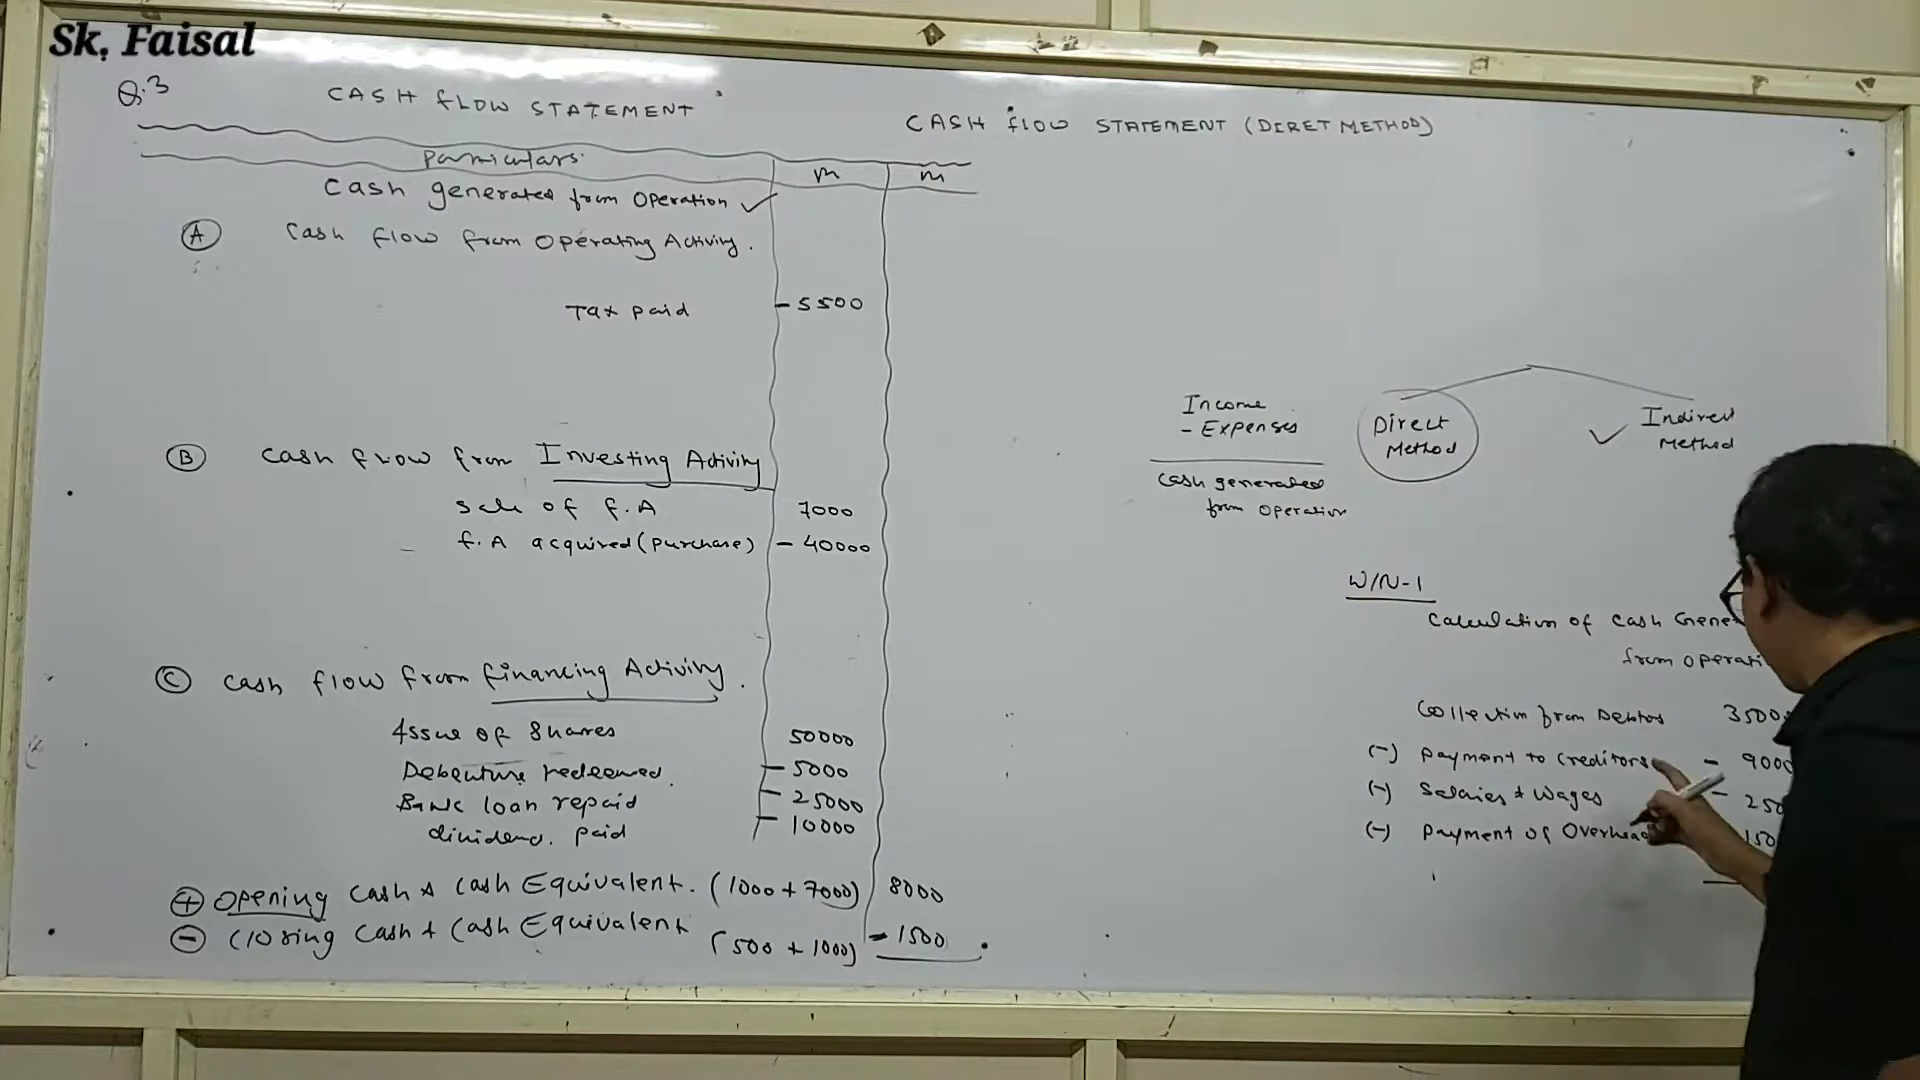 Sk. Faisal
Q.3
CASH FLOW STATEMENT
CASH FLOW STATEMENT (DIRET METHOD)
Particulars
m
m
Cash generated from Operation ✓
A Cash flow from Operating Activity.
Tax paid - 5500
B Cash flow from Investing Activity
Sale of F.A 7000
F.A acquired (purchase) - 40000
C Cash flow from Financing Activity.
Issue of Shares 50000
Debenture redeemed. - 5000
Bank loan repaid - 25000
dividend. paid - 10000
+ Opening Cash & Cash Equivalent. (1000 + 7000) 8000
- Closing Cash & Cash Equivalent (500 + 1000) - 1500
Income
- Expenses
Cash generated
from operation
Direct
Method
✓ Indirect
Method
W/N-1
Calculation of Cash Gene
from operati
Collection from Debtors 3500
(-) Payment to Creditors - 9000
(-) Salaries & Wages - 250
(-) Payment of Overhea 150